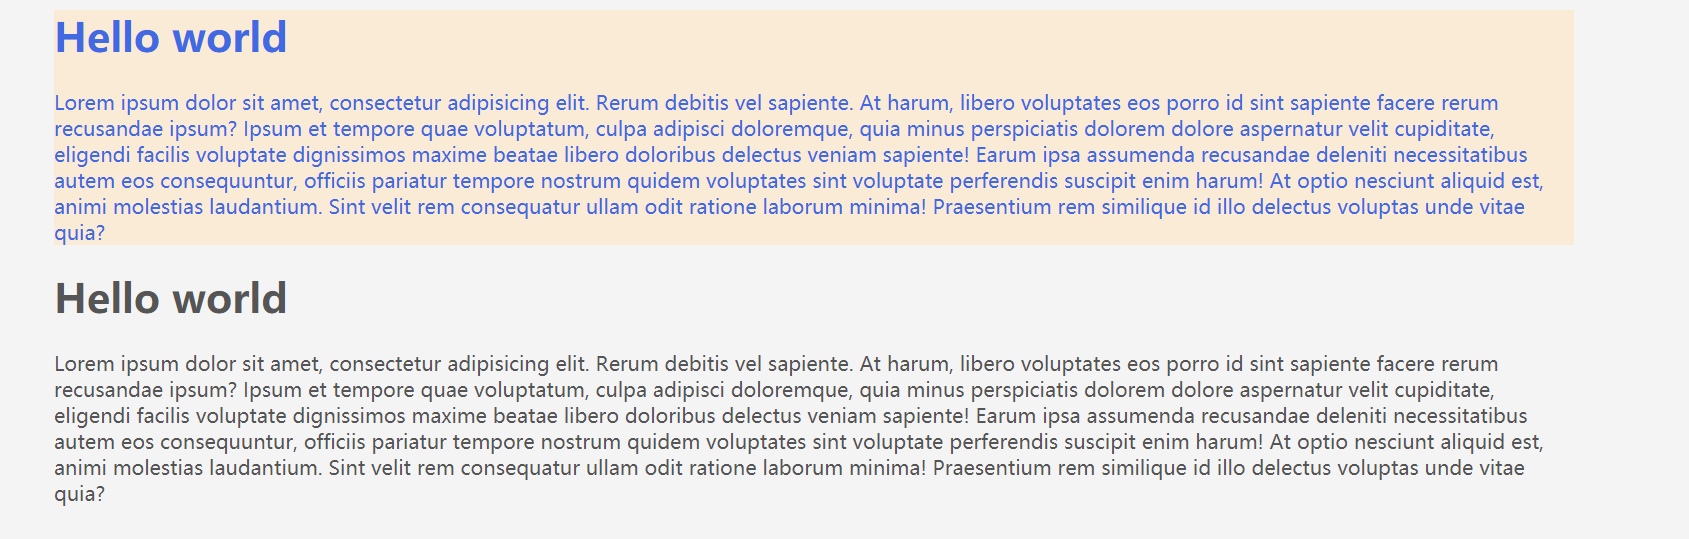 Hello world
Lorem ipsum dolor sit amet, consectetur adipisicing elit. Rerum debitis vel sapiente. At harum, libero voluptates eos porro id sint sapiente facere rerum
recusandae ipsum? Ipsum et tempore quae voluptatum, culpa adipisci doloremque, quia minus perspiciatis dolorem dolore aspernatur velit cupiditate,
eligendi facilis voluptate dignissimos maxime beatae libero doloribus delectus veniam sapiente! Earum ipsa assumenda recusandae deleniti necessitatibus
autem eos consequuntur, officiis pariatur tempore nostrum quidem voluptates sint voluptate perferendis suscipit enim harum! At optio nesciunt aliquid est,
animi molestias laudantium. Sint velit rem consequatur ullam odit ratione laborum minima! Praesentium rem similique id illo delectus voluptas unde vitae
quia?
Hello world
Lorem ipsum dolor sit amet, consectetur adipisicing elit. Rerum debitis vel sapiente. At harum, libero voluptates eos porro id sint sapiente facere rerum
recusandae ipsum? Ipsum et tempore quae voluptatum, culpa adipisci doloremque, quia minus perspiciatis dolorem dolore aspernatur velit cupiditate,
eligendi facilis voluptate dignissimos maxime beatae libero doloribus delectus veniam sapiente! Earum ipsa assumenda recusandae deleniti necessitatibus
autem eos consequuntur, officiis pariatur tempore nostrum quidem voluptates sint voluptate perferendis suscipit enim harum! At optio nesciunt aliquid est,
animi molestias laudantium. Sint velit rem consequatur ullam odit ratione laborum minima! Praesentium rem similique id illo delectus voluptas unde vitae
quia?